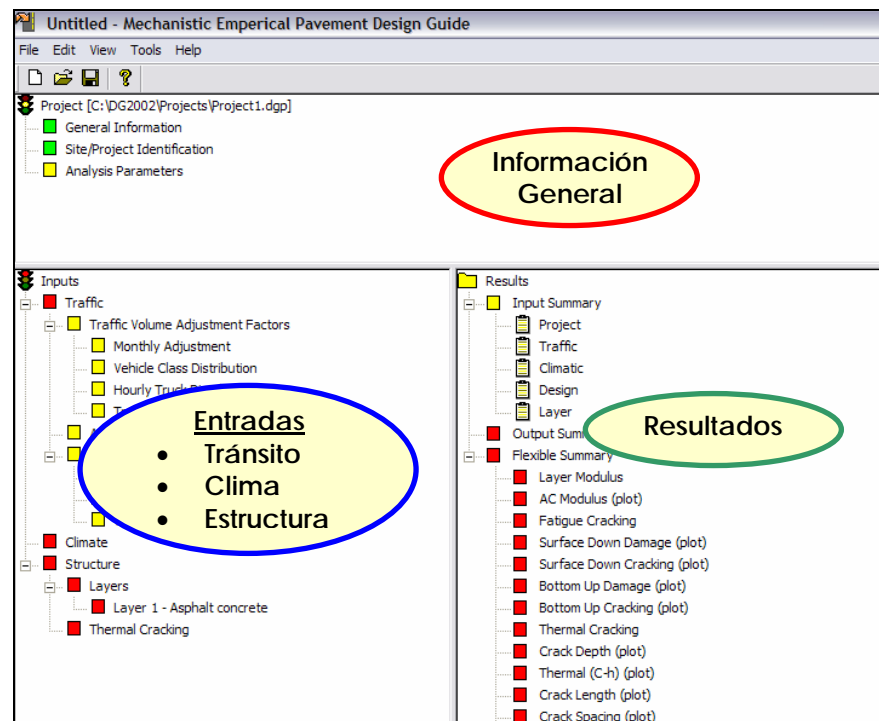 Untitled - Mechanistic Emperical Pavement Design Guide
File Edit View Tools Help
Project [C:\DG2002\Projects\Project1.dgp]
General Information
Site/Project Identification
Analysis Parameters
Información
General
Inputs
Traffic
Traffic Volume Adjustment Factors
Monthly Adjustment
Vehicle Class Distribution
Hourly Truck
Climate
Structure
Layers
Layer 1 - Asphalt concrete
Thermal Cracking
Entradas
• Tránsito
• Clima
• Estructura
Results
Input Summary
Project
Traffic
Climatic
Design
Layer
Output Sum
Flexible Summary
Layer Modulus
AC Modulus (plot)
Fatigue Cracking
Surface Down Damage (plot)
Surface Down Cracking (plot)
Bottom Up Damage (plot)
Bottom Up Cracking (plot)
Thermal Cracking
Crack Depth (plot)
Thermal (C-h) (plot)
Crack Length (plot)
Crack Spacing (plot)
Resultados